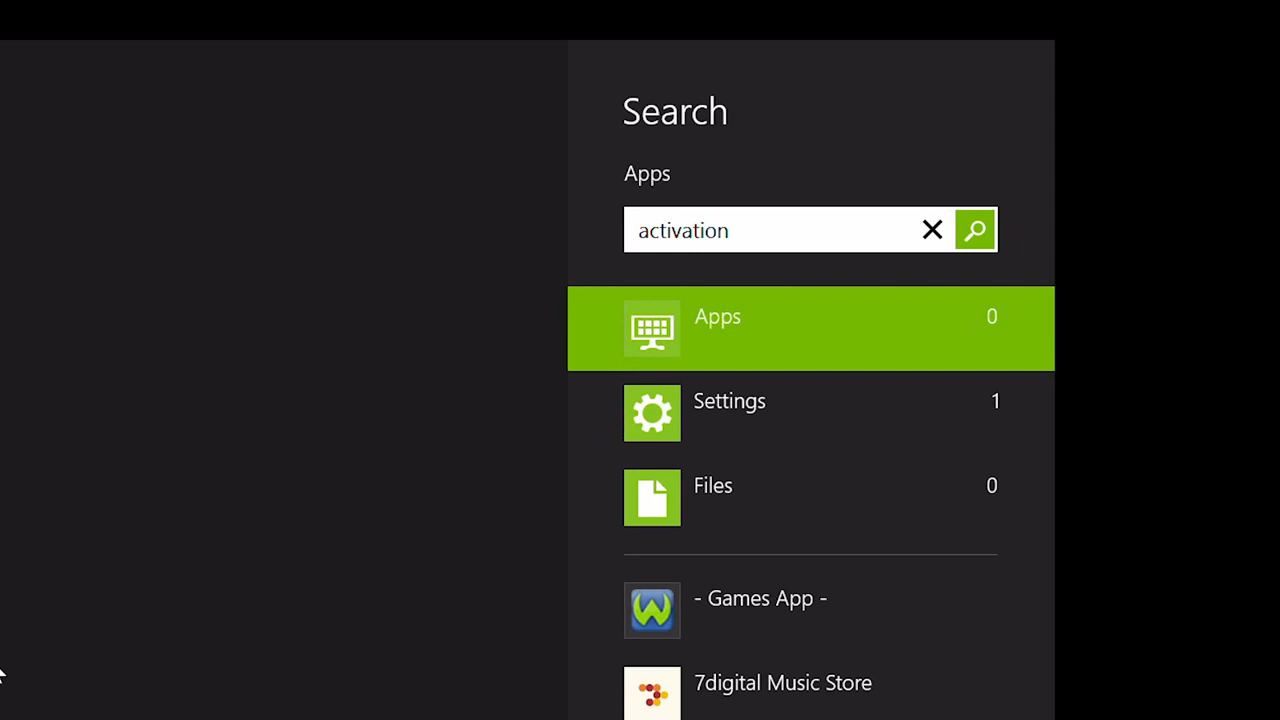 Search
Apps
activation
Apps 0
Settings 1
Files 0
- Games App -
7digital Music Store